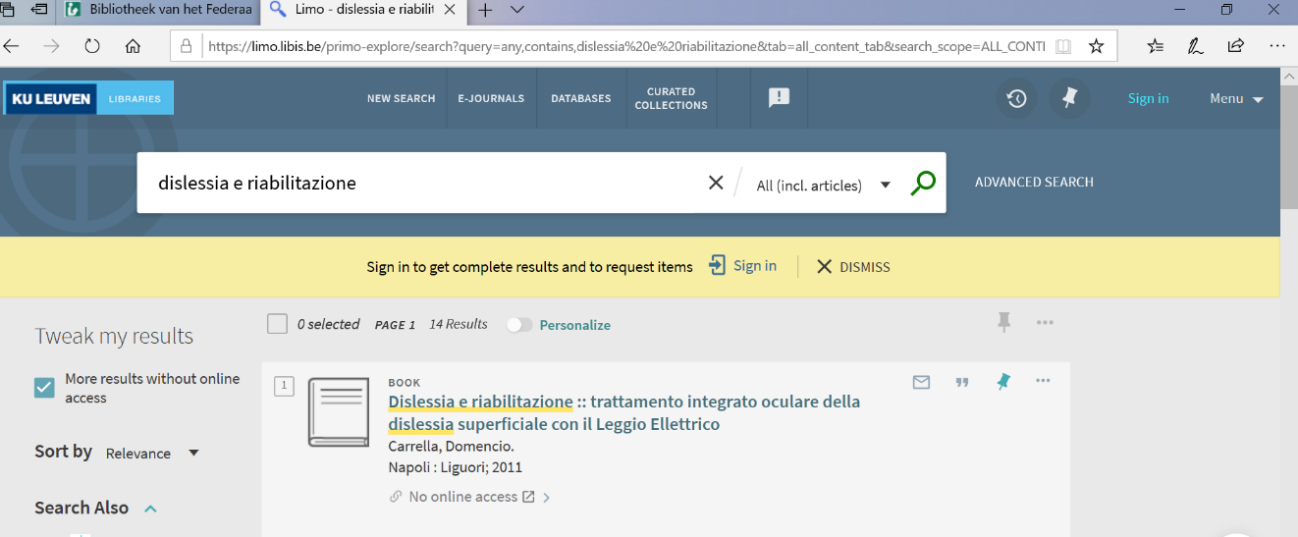 Bibliotheek van het Federaa
Limo - dislessia e riabilit
https://limo.libis.be/primo-explore/search?query=any,contains,dislessia%20e%20riabilitazione&tab=all_content_tab&search_scope=ALL_CONTI
KU LEUVEN LIBRARIES
NEW SEARCH E-JOURNALS DATABASES CURATED COLLECTIONS
Sign in Menu
dislessia e riabilitazione
All (incl. articles)
ADVANCED SEARCH
Sign in to get complete results and to request items Sign in DISMISS
Tweak my results
More results without online
access
Sort by Relevance
Search Also
0 selected PAGE 1 14 Results Personalize
1
BOOK
Dislessia e riabilitazione :: trattamento integrato oculare della
dislessia superficiale con il Leggio Ellettrico
Carrella, Domencio.
Napoli : Liguori; 2011
No online access